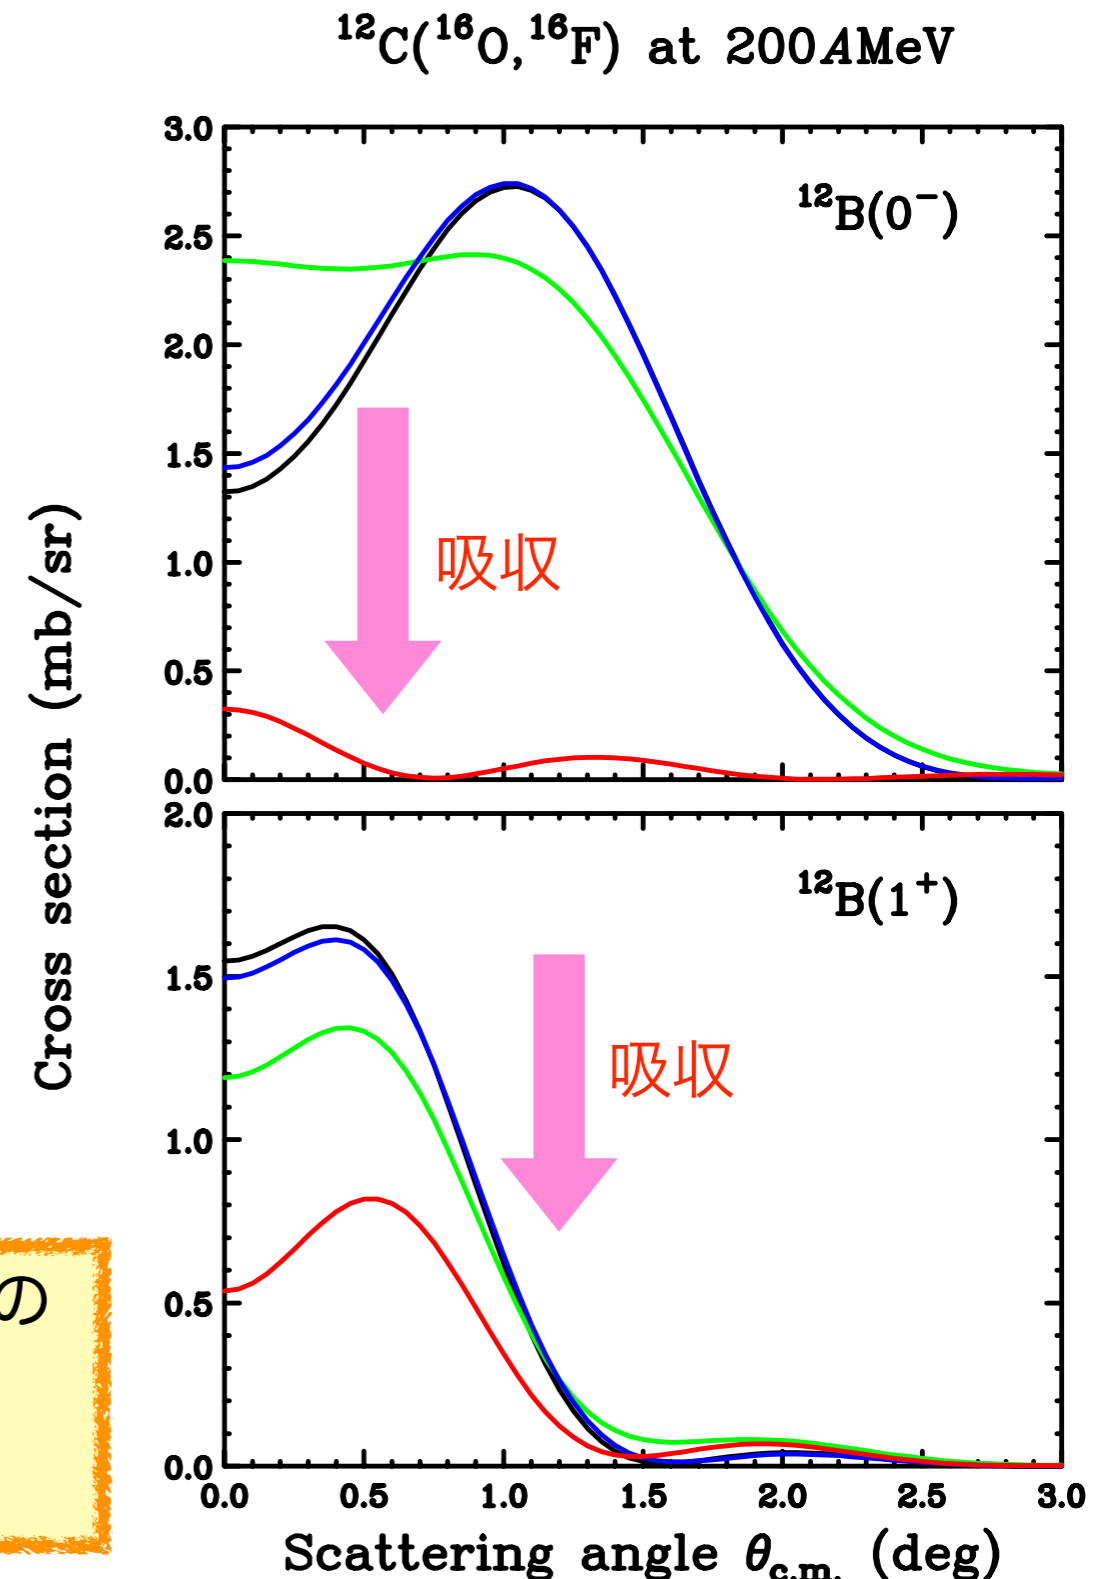 ¹²C(¹⁶O,¹⁶F) at 200AMeV
3.0
¹²B(0⁻)
2.5
2.0
1.5
1.0
吸収
0.5
0.0
2.0
¹²B(1⁺)
1.5
吸収
1.0
0.5
0.0
0.0 0.5 1.0 1.5 2.0 2.5 3.0
Scattering angle θc.m. (deg)
Cross section (mb/sr)
の